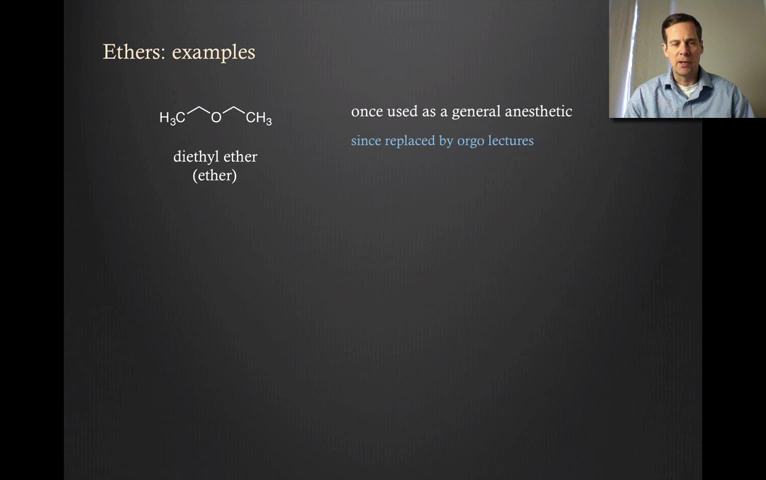 Ethers: examples
H₃C O CH₃
once used as a general anesthetic
since replaced by orgo lectures
diethyl ether
(ether)